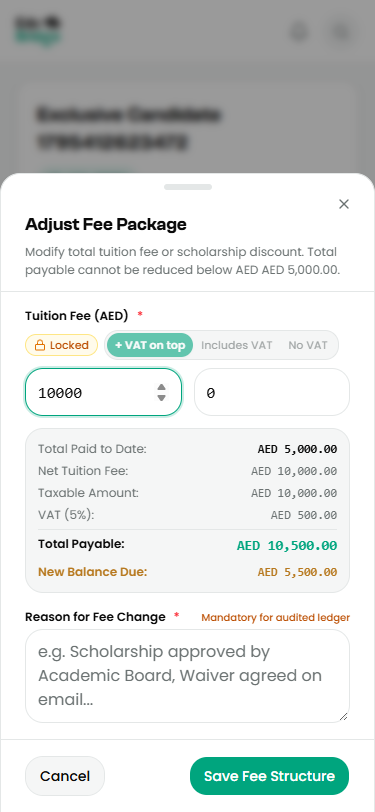 Exclusive Candidate
Adjust Fee Package
Modify total tuition fee or scholarship discount. Total
payable cannot be reduced below AED AED 5,000.00.
Tuition Fee (AED) *
Locked + VAT on top Includes VAT No VAT
10000 0
Total Paid to Date: AED 5,000.00
Net Tuition Fee: AED 10,000.00
Taxable Amount: AED 10,000.00
VAT (5%): AED 500.00
Total Payable: AED 10,500.00
New Balance Due: AED 5,500.00
Reason for Fee Change * Mandatory for audited ledger
e.g. Scholarship approved by
Academic Board, Waiver agreed on
email...
Cancel Save Fee Structure